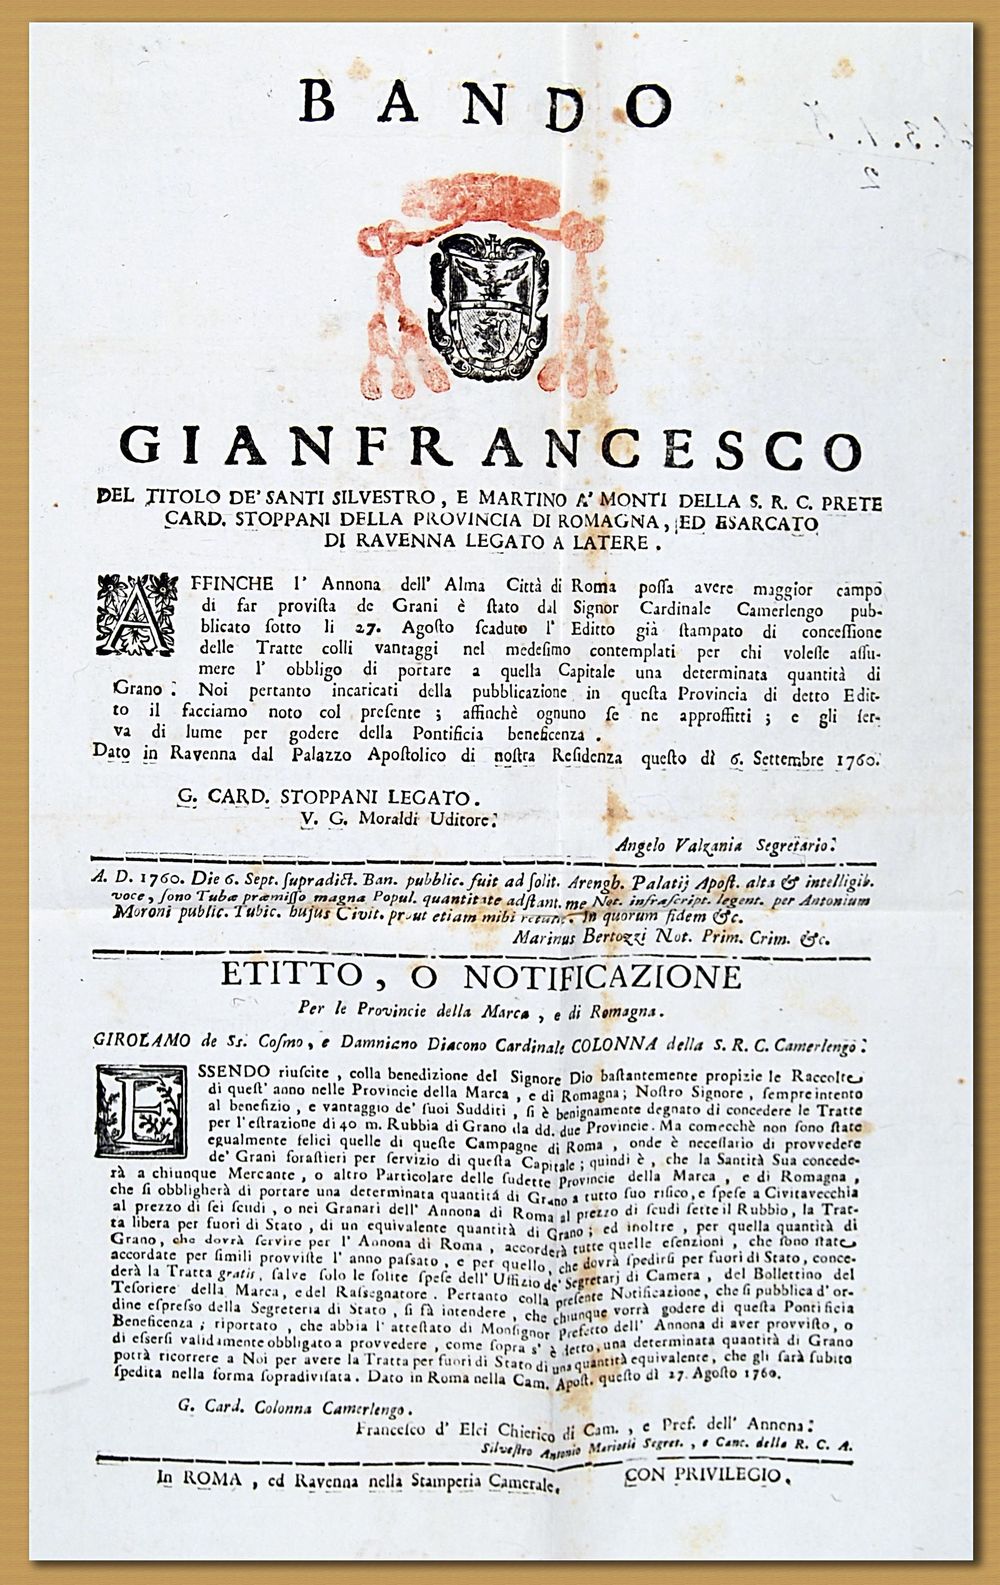 BANDO
GIANFRANCESCO
DEL TITOLO DE' SANTI SILVESTRO, E MARTINO A' MONTI DELLA S. R. C. PRETE
CARD. STOPPANI DELLA PROVINCIA DI ROMAGNA, ED ESARCATO
DI RAVENNA LEGATO A LATERE.
AFFINCHE l' Annona dell' Alma Città di Roma poſſa avere maggior campo
di far proviſta de Grani è ſtato dal Signor Cardinale Camerlengo pub-
blicato ſotto li 27. Agoſto ſcaduto l' Editto già ſtampato di conceſſione
delle Tratte colli vantaggi nel medeſimo contemplati per chi voleſſe aſſu-
mere l' obbligo di portare a quella Capitale una determinata quantità di
Grano: Noi pertanto incaricati della pubblicazione in queſta Provincia di detto Edit-
to il facciamo noto col preſente; affinchè ognuno ſe ne approffitti; e gli ſer-
va di lume per godere della Pontificia beneficenza.
Dato in Ravenna dal Palazzo Apoſtolico di noſtra Reſidenza queſto dì 6. Settembre 1760.
G. CARD. STOPPANI LEGATO.
V. G. Moraldi Uditore:
Angelo Valzania Segretario:
A. D. 1760. Die 6. Sept. ſupradict. Ban. pubblic. fuit ad ſolit. Arengh. Palatij Apoſt. alta & intelligib.
voce, ſono Tubæ præmiſſo magna Popul. quantitate adſtant. me Not. infraſcript. legent. per Antonium
Moroni public. Tubic. hujus Civit. prout etiam mihi In quorum fidem &c.
Marinus Bertozzi Not. Prim. Crim. &c.
ETITTO, O NOTIFICAZIONE
Per le Provincie della Marca, e di Romagna.
GIROLAMO de Ss. Coſmo, e Damniano Diacono Cardinale COLONNA della S. R. C. Camerlengo:
ESSENDO riuſcite, colla benedizione del Signore Dio baſtantemente propizie le Raccolte
di queſt' anno nelle Provincie della Marca, e di Romagna; Noſtro Signore, ſempre intento
al benefizio, e vantaggio de' ſuoi Sudditi, ſi è benignamente degnato di concedere le Tratte
per l' eſtrazione di 40 m. Rubbia di Grano da dd. due Provincie. Ma comecchè non ſono ſtate
egualmente felici quelle di queſte Campagne di Roma, onde è neceſſario di provvedere
de' Grani foraſtieri per ſervizio di queſta Capitale; quindi è, che la Santità Sua concede-
rà a chiunque Mercante, o altro Particolare delle ſudette Provincie della Marca, e di Romagna,
che ſi obbligherà di portare una determinata quantità di Grano a tutto ſuo riſico, e ſpeſe a Civitavecchia
al prezzo di ſei ſcudi, o nei Granari dell' Annona di Roma al prezzo di ſcudi ſette il Rubbio, la Trat-
ta libera per fuori di Stato, di un equivalente quantità di Grano; ed inoltre, per quella quantità di
Grano, che dovrà ſervire per l' Annona di Roma, accorderà tutte quelle eſenzioni, che ſono ſtate
accordate per ſimili provviſte l' anno paſsato, e per quello, che dovrà ſpedirſi per fuori di Stato, conce-
derà la Tratta gratis, ſalve ſolo le ſolite ſpeſe dell' Uffizio de' Segretarj di Camera, del Bollettino del
Teſoriere della Marca, e del Raſsegnatore. Pertanto colla preſente Notificazione, che ſi pubblica d' or-
dine eſpreſso della Segreteria di Stato, ſi fà intendere, che chiunque vorrà godere di queſta Pontificia
Beneficenza; riportato, che abbia l' atteſtato di Monſignor Prefetto dell' Annona di aver provviſto, o
di eſserſi validamente obbligato a provvedere, come ſopra s' è detto, una determinata quantità di Grano
potrà ricorrere a Noi per avere la Tratta per fuori di Stato di una quantità equivalente, che gli ſarà ſubito
ſpedita nella forma ſopradiviſata. Dato in Roma nella Cam. Apoſt. queſto dì 27. Agoſto 1760.
G. Card. Colonna Camerlengo.
Franceſco d' Elci Chierico di Cam., e Pref. dell' Annona:
Silveſtro Antonio Mariotti Segret., e Canc. della R. C. A.
In ROMA, ed Ravenna nella Stamperia Camerale. CON PRIVILEGIO.